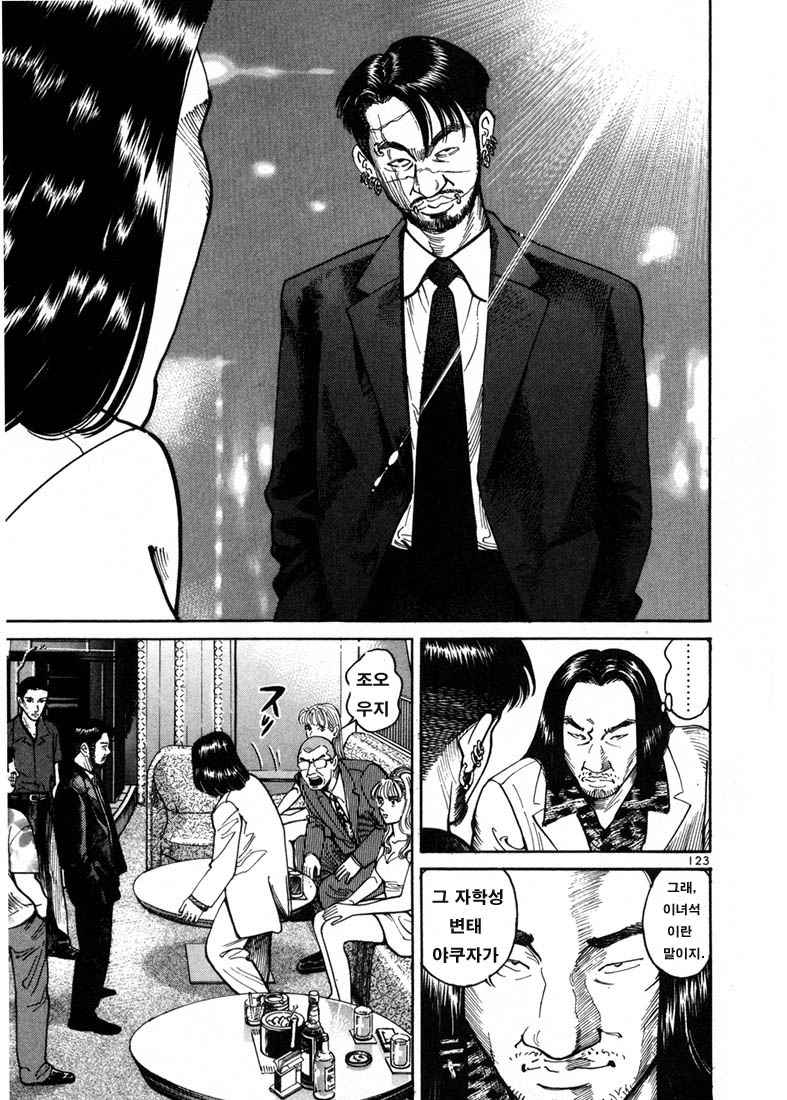 조오
우지
스
........
123
그래,
이녀석
이란
말이지.
그 자학성
변태
야쿠자가